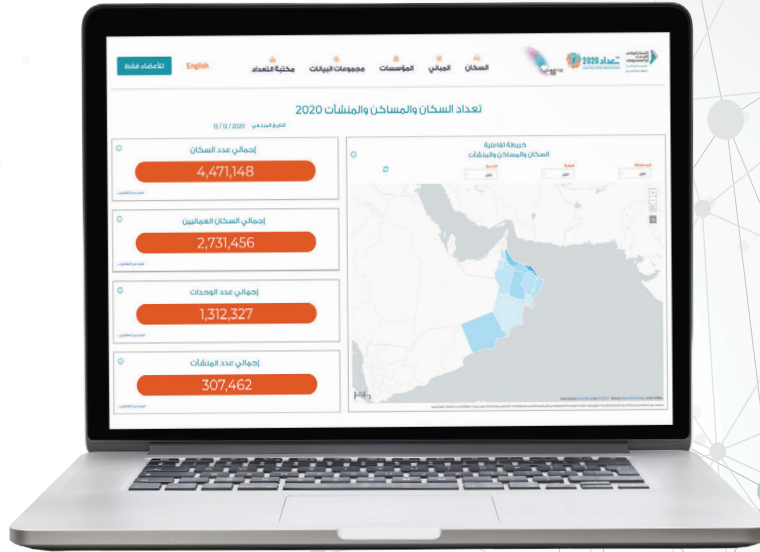 تعداد 2020
السكان
المباني
المؤسسات
مجموعات البيانات
مكتبة التعداد
English
للأعضاء فقط
تعداد السكان والمساكن والمنشآت 2020
التاريخ المرجعي 12/12/2020
خريطة تفاعلية
السكان والمساكن والمنشآت
إجمالي عدد السكان
4,471,148
إجمالي السكان العمانيين
2,731,456
إجمالي عدد الوحدات
1,312,327
إجمالي عدد المنشآت
307,462